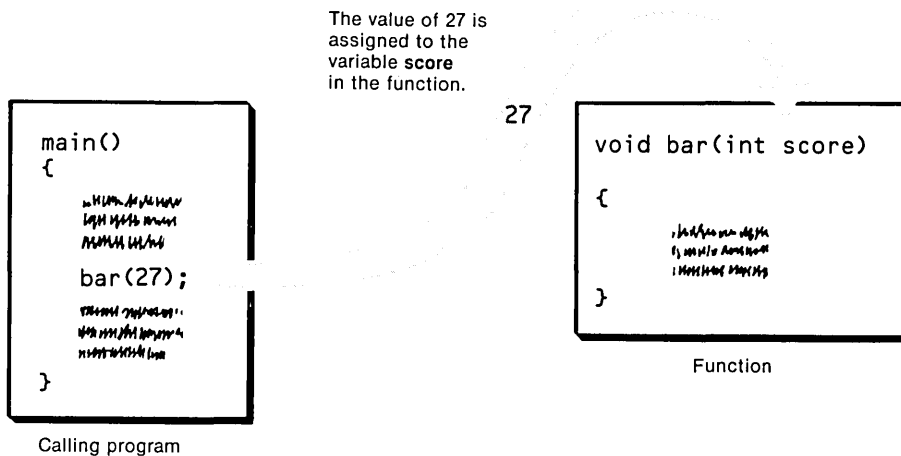 The value of 27 is
assigned to the
variable score
in the function.
27
main()
{
bar(27);
}
Calling program
void bar(int score)
{
}
Function